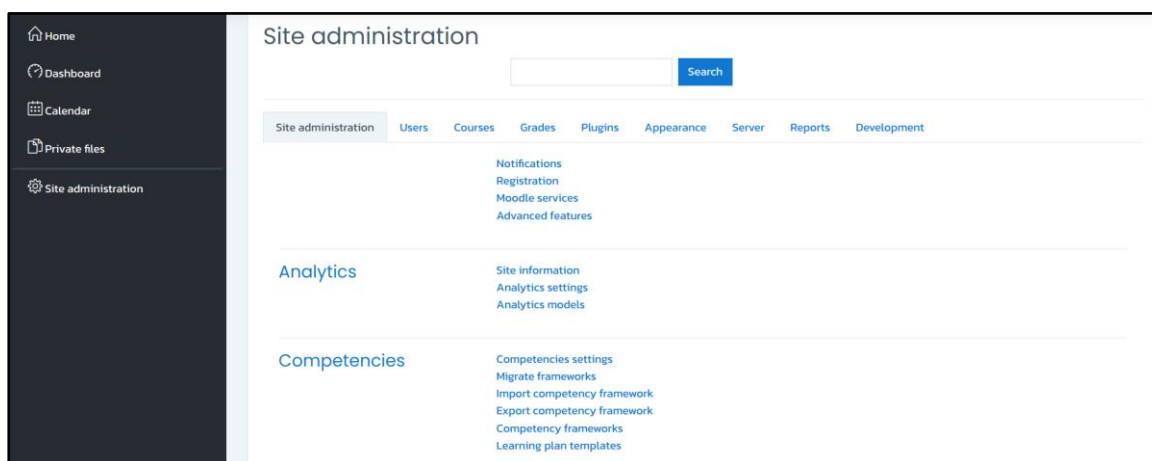 Home
Dashboard
Calendar
Private files
Site administration
Site administration
Search
Site administration Users Courses Grades Plugins Appearance Server Reports Development
Notifications
Registration
Moodle services
Advanced features
Analytics
Site information
Analytics settings
Analytics models
Competencies
Competencies settings
Migrate frameworks
Import competency framework
Export competency framework
Competency frameworks
Learning plan templates